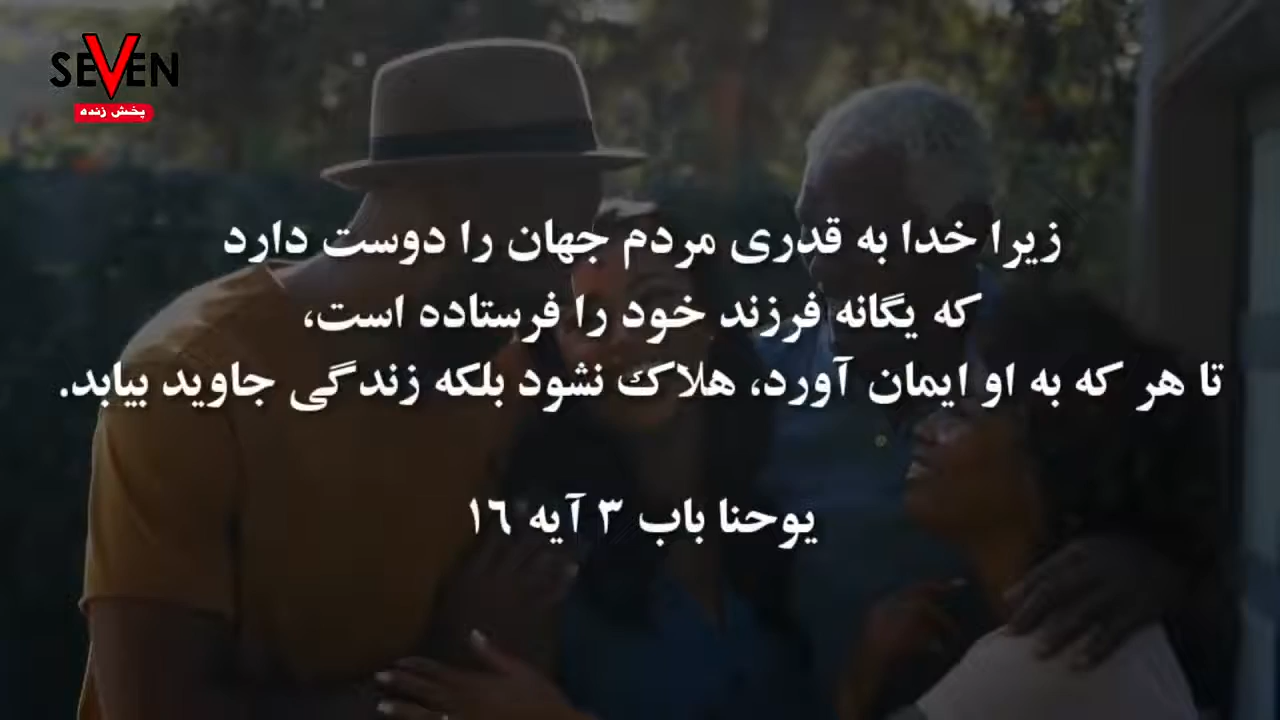 SEVEN
پخش زنده
زیرا خدا به قدری مردم جهان را دوست دارد
که یگانه فرزند خود را فرستاده است،
تا هر که به او ایمان آورد، هلاک نشود بلکه زندگی جاوید بیابد.
یوحنا باب ۳ آیه ١٦